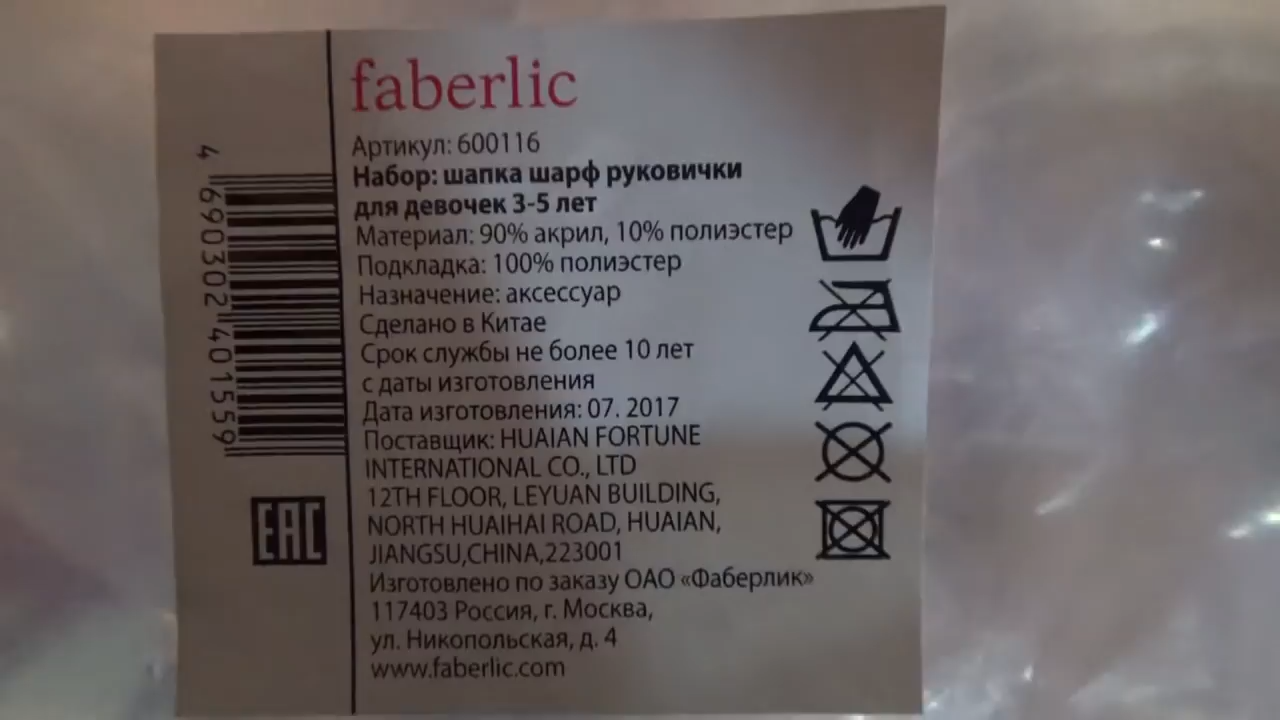 faberlic
Артикул: 600116
Набор: шапка шарф руковички
для девочек 3-5 лет
Материал: 90% акрил, 10% полиэстер
Подкладка: 100% полиэстер
Назначение: аксессуар
Сделано в Китае
Срок службы не более 10 лет
с даты изготовления
Дата изготовления: 07. 2017
Поставщик: HUAIAN FORTUNE
INTERNATIONAL CO., LTD
12TH FLOOR, LEYUAN BUILDING,
NORTH HUAIHAI ROAD, HUAIAN,
JIANGSU,CHINA,223001
Изготовлено по заказу ОАО «Фаберлик»
117403 Россия, г. Москва,
ул. Никопольская, д. 4
www.faberlic.com
4 690302 401559
EAC